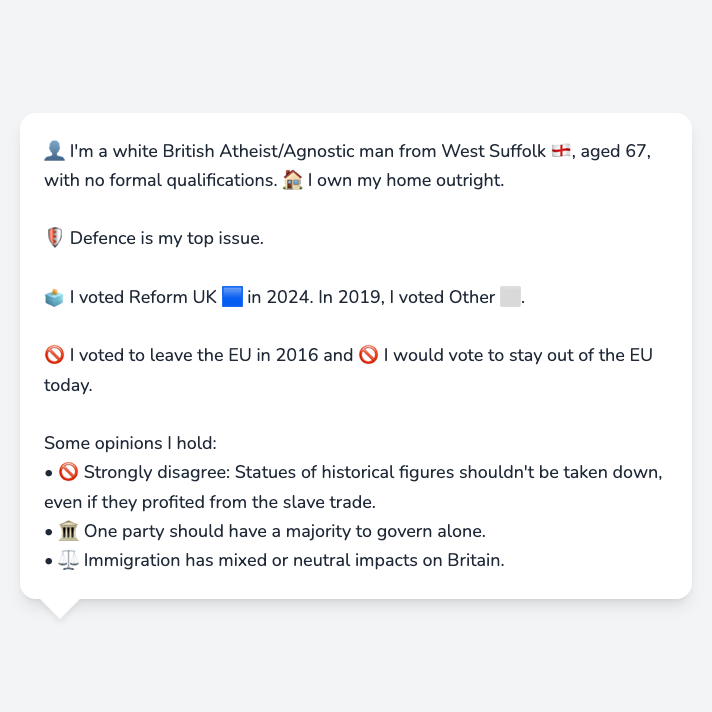 👤 I'm a white British Atheist/Agnostic man from West Suffolk 🏴󠁧󠁢󠁥󠁮󠁧󠁿, aged 67,
with no formal qualifications. 🏠 I own my home outright.
🛡️ Defence is my top issue.
🗳️ I voted Reform UK 🟦 in 2024. In 2019, I voted Other ⬜.
🚫 I voted to leave the EU in 2016 and 🚫 I would vote to stay out of the EU
today.
Some opinions I hold:
• 🚫 Strongly disagree: Statues of historical figures shouldn't be taken down,
even if they profited from the slave trade.
• 🏛️ One party should have a majority to govern alone.
• ⚖️ Immigration has mixed or neutral impacts on Britain.